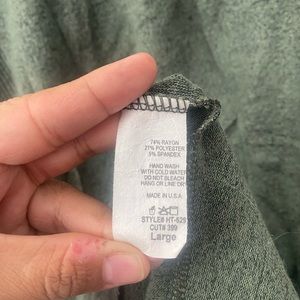 74% RAYON
21% POLYESTER
5% SPANDEX
HAND WASH
WITH COLD WATER
DO NOT BLEACH
HANG OR LINE DRY
MADE IN U.S.A
STYLE# HT-629
CUT# 399
Large